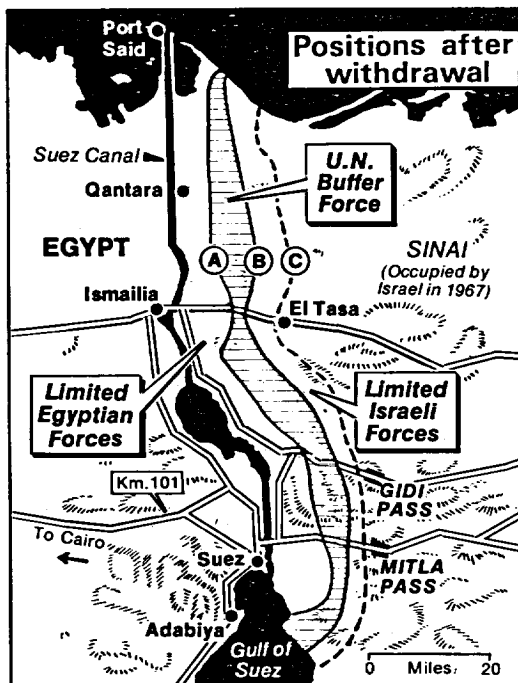 Port
Said
Positions after
withdrawal
Suez Canal
U.N.
Buffer
Force
Qantara
EGYPT
A
B
C
SINAI
(Occupied by
Israel in 1967)
Ismailia
El Tasa
Limited
Egyptian
Forces
Limited
Israeli
Forces
Km.101
GIDI
PASS
To Cairo
Suez
MITLA
PASS
Adabiya
Gulf of
Suez
0 Miles 20